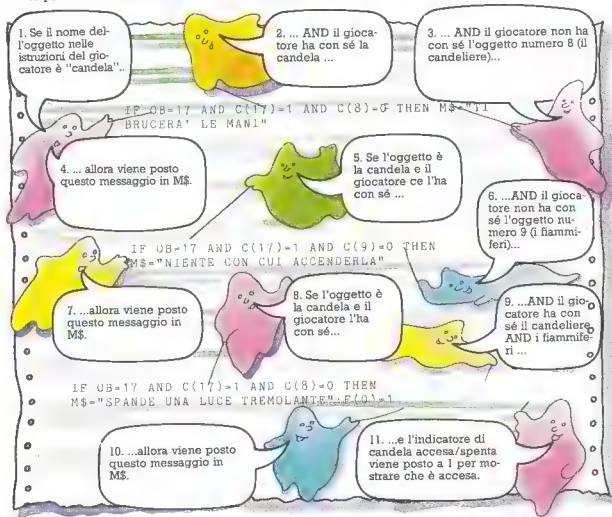 1. Se il nome del-
l'oggetto nelle
istruzioni del gio-
catore è "candela"..
2. ... AND il gioca-
tore ha con sé la
candela ...
3. ... AND il giocatore non ha
con sé l'oggetto numero 8 (il
candeliere)...
IF OB=17 AND C(17)=1 AND C(8)=0 THEN M$="TI
BRUCERA' LE MANI"
4. ... allora viene posto
questo messaggio in
M$.
5. Se l'oggetto è
la candela e il
giocatore ce l'ha
con sé ...
6. ...AND il gioca-
tore non ha con
sé l'oggetto nu-
mero 9 (i fiammi-
feri)...
IF OB=17 AND C(17)=1 AND C(9)=0 THEN
M$="NIENTE CON CUI ACCENDERLA"
7. ...allora viene posto
questo messaggio in
M$.
8. Se l'oggetto è
la candela e il
giocatore l'ha
con sé...
9. ...AND il gio-
catore ha con
sé il candeliere
AND i fiammife-
ri ...
IF OB=17 AND C(17)=1 AND C(8)=0 THEN
M$="SPANDE UNA LUCE TREMOLANTE":F(0)=1
10. ...allora viene posto
questo messaggio in
M$.
11. ...e l'indicatore di
candela accesa/spenta
viene posto a 1 per mo-
strare che è accesa.